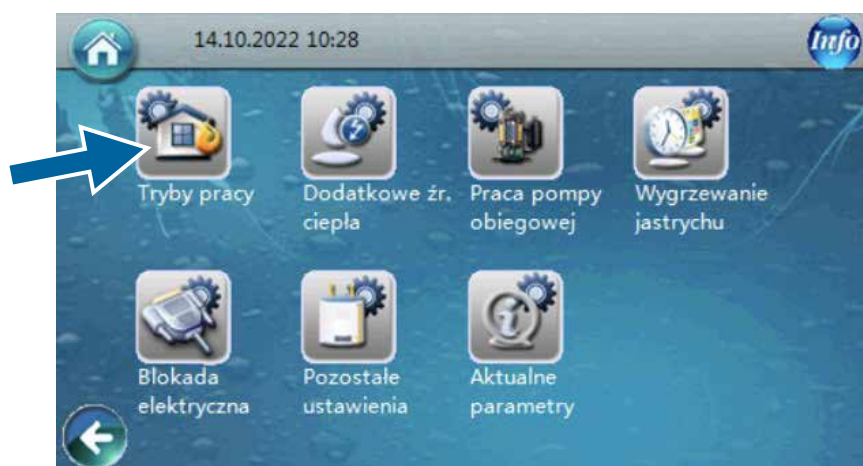 14.10.2022 10:28
Info
Tryby pracy
Dodatkowe źr.
ciepła
Praca pompy
obiegowej
Wygrzewanie
jastrychu
Blokada
elektryczna
Pozostałe
ustawienia
Aktualne
parametry